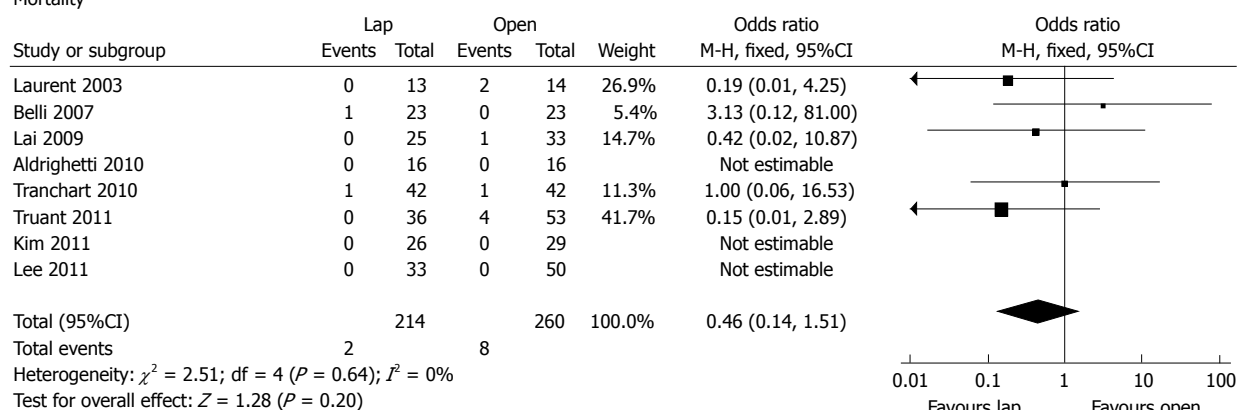 Mortality
Lap Open Odds ratio Odds ratio
Study or subgroup Events Total Events Total Weight M-H, fixed, 95%CI M-H, fixed, 95%CI
Laurent 2003 0 13 2 14 26.9% 0.19 (0.01, 4.25)
Belli 2007 1 23 0 23 5.4% 3.13 (0.12, 81.00)
Lai 2009 0 25 1 33 14.7% 0.42 (0.02, 10.87)
Aldrighetti 2010 0 16 0 16 Not estimable
Tranchart 2010 1 42 1 42 11.3% 1.00 (0.06, 16.53)
Truant 2011 0 36 4 53 41.7% 0.15 (0.01, 2.89)
Kim 2011 0 26 0 29 Not estimable
Lee 2011 0 33 0 50 Not estimable
Total (95%CI) 214 260 100.0% 0.46 (0.14, 1.51)
Total events 2 8
Heterogeneity: χ² = 2.51; df = 4 (P = 0.64); I² = 0%
0.01 0.1 1 10 100
Test for overall effect: Z = 1.28 (P = 0.20)
Favours lap Favours open